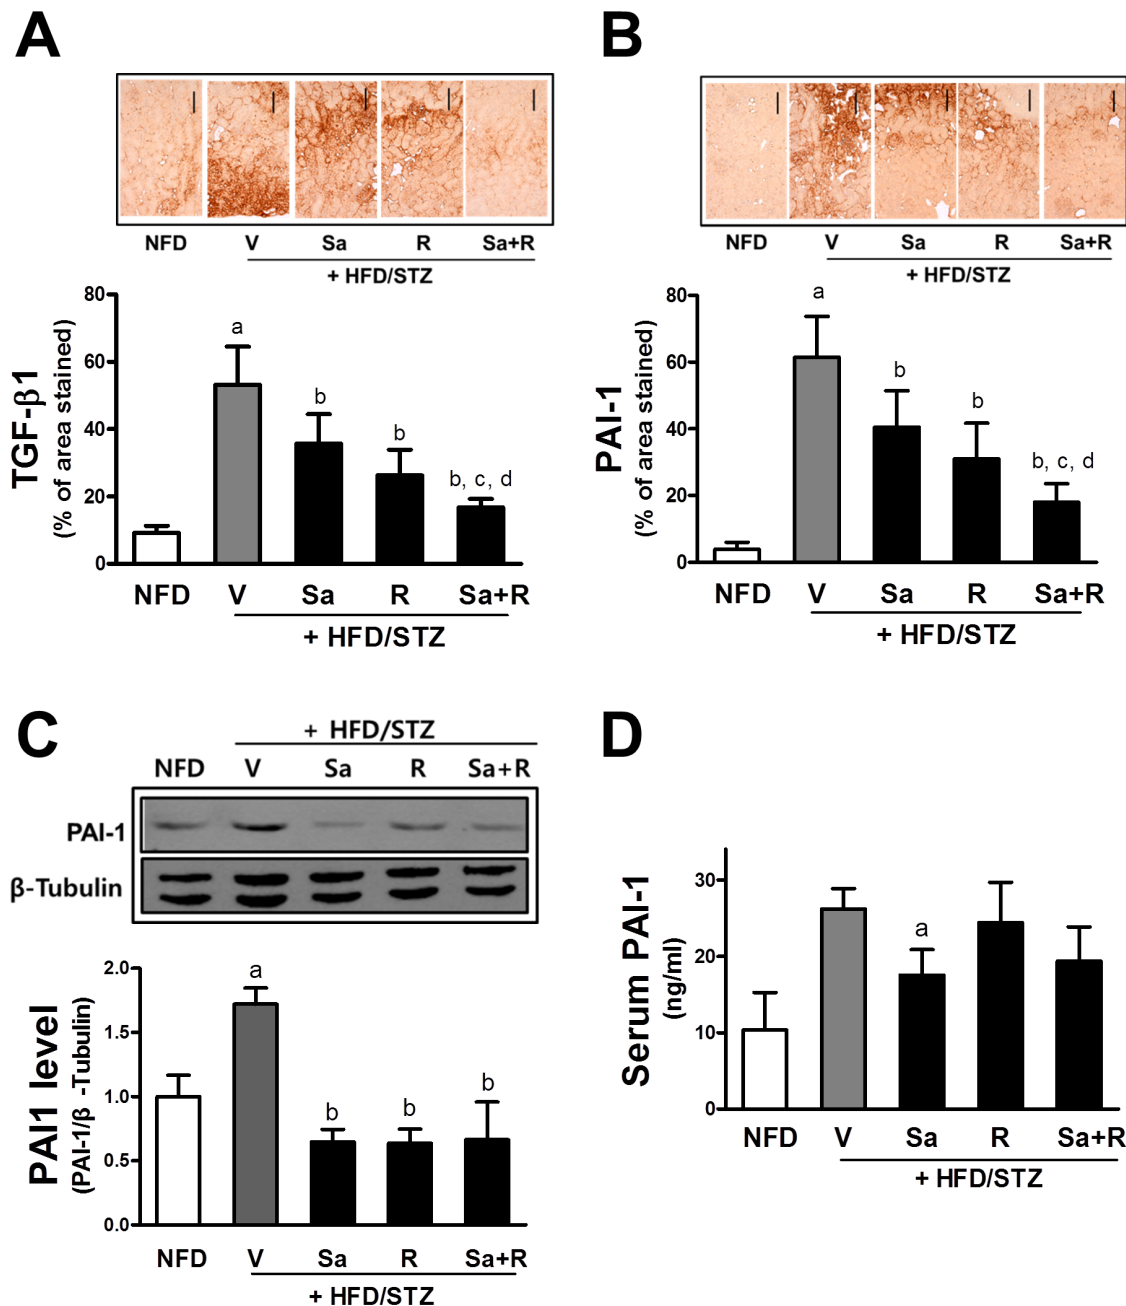 A
NFD V Sa R Sa+R
+ HFD/STZ
TGF-β1
(% of area stained)
80
60
40
20
0
a
b
b
b, c, d
NFD V Sa R Sa+R
+ HFD/STZ
B
NFD V Sa R Sa+R
+ HFD/STZ
PAI-1
(% of area stained)
80
60
40
20
0
a
b
b
b, c, d
NFD V Sa R Sa+R
+ HFD/STZ
C
+ HFD/STZ
NFD V Sa R Sa+R
PAI-1
β-Tubulin
PAI1 level
(PAI-1/β -Tubulin)
2.0
1.5
1.0
0.5
0.0
a
b
b
b
NFD V Sa R Sa+R
+ HFD/STZ
D
Serum PAI-1
(ng/ml)
30
20
10
0
a
NFD V Sa R Sa+R
+ HFD/STZ